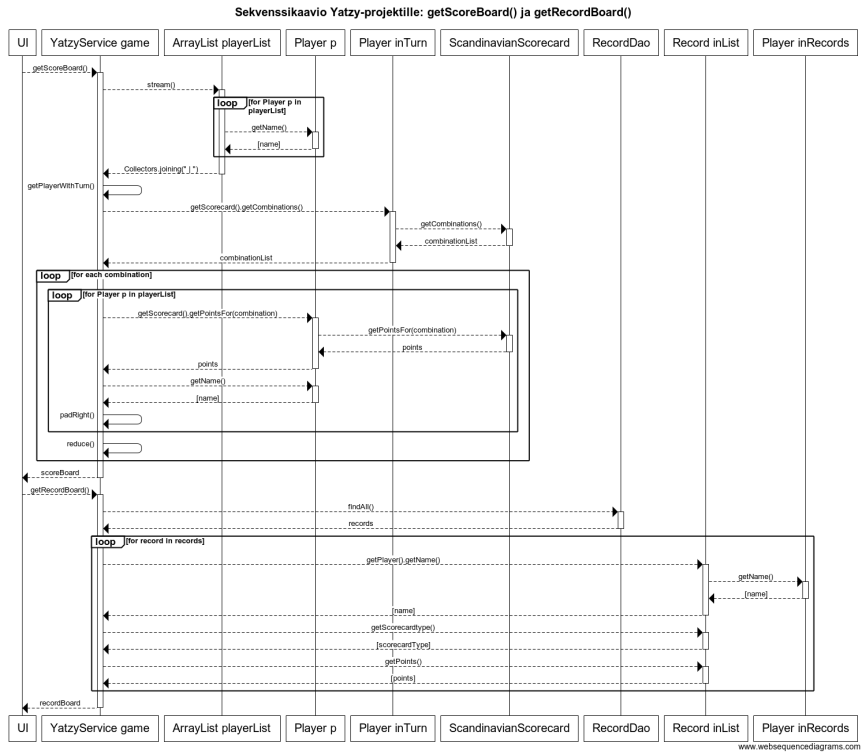 Sekvenssikaavio Yatzy-projektille: getScoreBoard() ja getRecordBoard()
UI YatzyService game ArrayList playerList Player p Player inTurn ScandinavianScorecard RecordDao Record inList Player inRecords
getScoreBoard()
stream()
loop [for Player p in
playerList]
getName()
[name]
Collectors.joining(" | ")
getPlayerWithTurn()
getScorecard().getCombinations()
getCombinations()
combinationList
combinationList
loop [for each combination]
loop [for Player p in playerList]
getScorecard().getPointsFor(combination)
getPointsFor(combination)
points
points
getName()
[name]
padRight()
reduce()
scoreBoard
getRecordBoard()
findAll()
records
loop [for record in records]
getPlayer().getName()
getName()
[name]
[name]
getScorecardtype()
[scorecardType]
getPoints()
[points]
recordBoard
UI YatzyService game ArrayList playerList Player p Player inTurn ScandinavianScorecard RecordDao Record inList Player inRecords
www.websequencediagrams.com